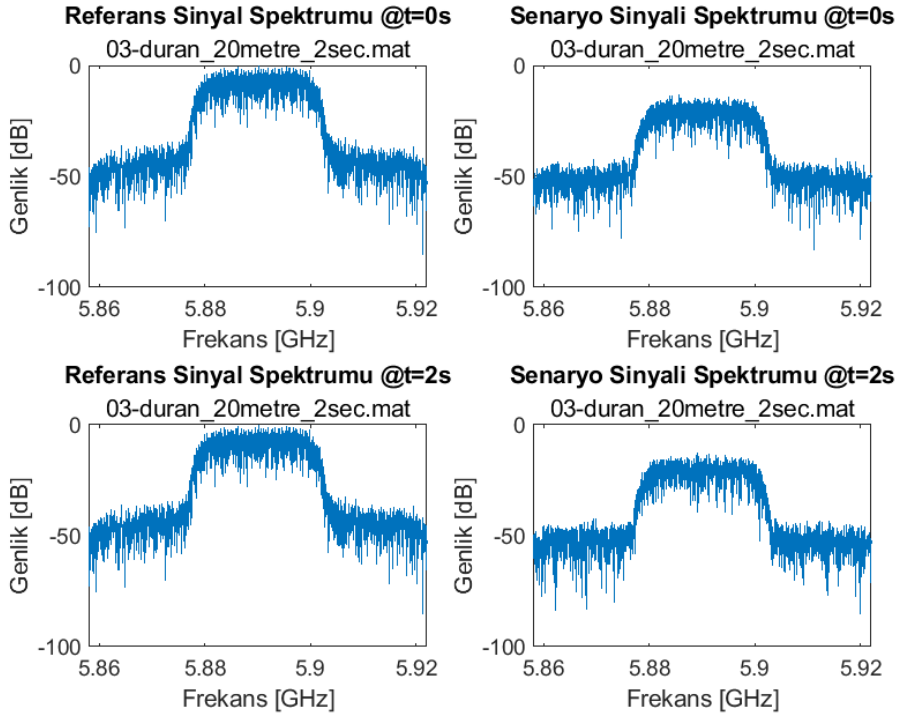 Referans Sinyal Spektrumu @t=0s
03-duran_20metre_2sec.mat
0
-50
-100
Genlik [dB]
5.86
5.88
5.9
5.92
Frekans [GHz]
Senaryo Sinyali Spektrumu @t=0s
03-duran_20metre_2sec.mat
0
-50
-100
Genlik [dB]
5.86
5.88
5.9
5.92
Frekans [GHz]
Referans Sinyal Spektrumu @t=2s
03-duran_20metre_2sec.mat
0
-50
-100
Genlik [dB]
5.86
5.88
5.9
5.92
Frekans [GHz]
Senaryo Sinyali Spektrumu @t=2s
03-duran_20metre_2sec.mat
0
-50
-100
Genlik [dB]
5.86
5.88
5.9
5.92
Frekans [GHz]